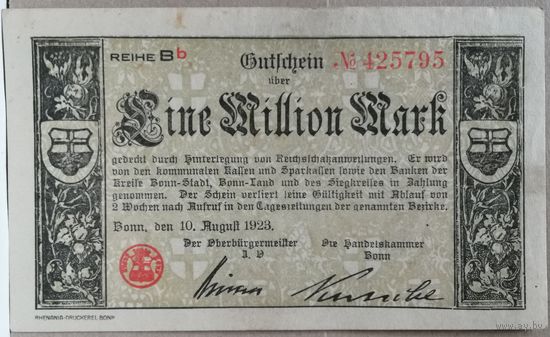 REIHE Bb
Gutschein № 425795
über
Eine Million Mark
gedeckt durch Hinterlegung von Reichsschatzanweisungen. Er wird
von den kommunalen Kassen und Sparkassen sowie den Banken der
Kreise Bonn-Stadt, Bonn-Land und des Siegkreises in Zahlung
genommen. Der Schein verliert seine Gültigkeit mit Ablauf von
2 Wochen nach Aufruf in den Tageszeitungen der genannten Bezirke.
Bonn, den 10. August 1923.
Der Oberbürgermeister Die Handelskammer
J. V Bonn
RHENANIA-DRUCKEREI, BONN
www.ay.by